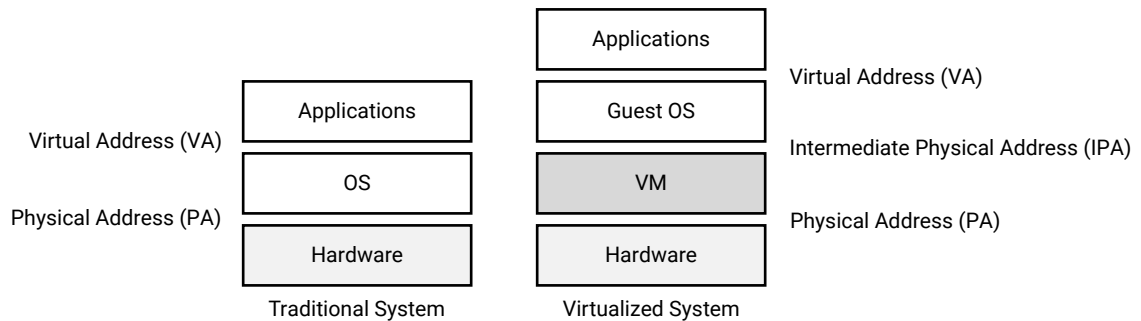 Applications
Virtual Address (VA)
Applications
Guest OS
Virtual Address (VA)
Intermediate Physical Address (IPA)
OS
VM
Physical Address (PA)
Physical Address (PA)
Hardware
Hardware
Traditional System
Virtualized System